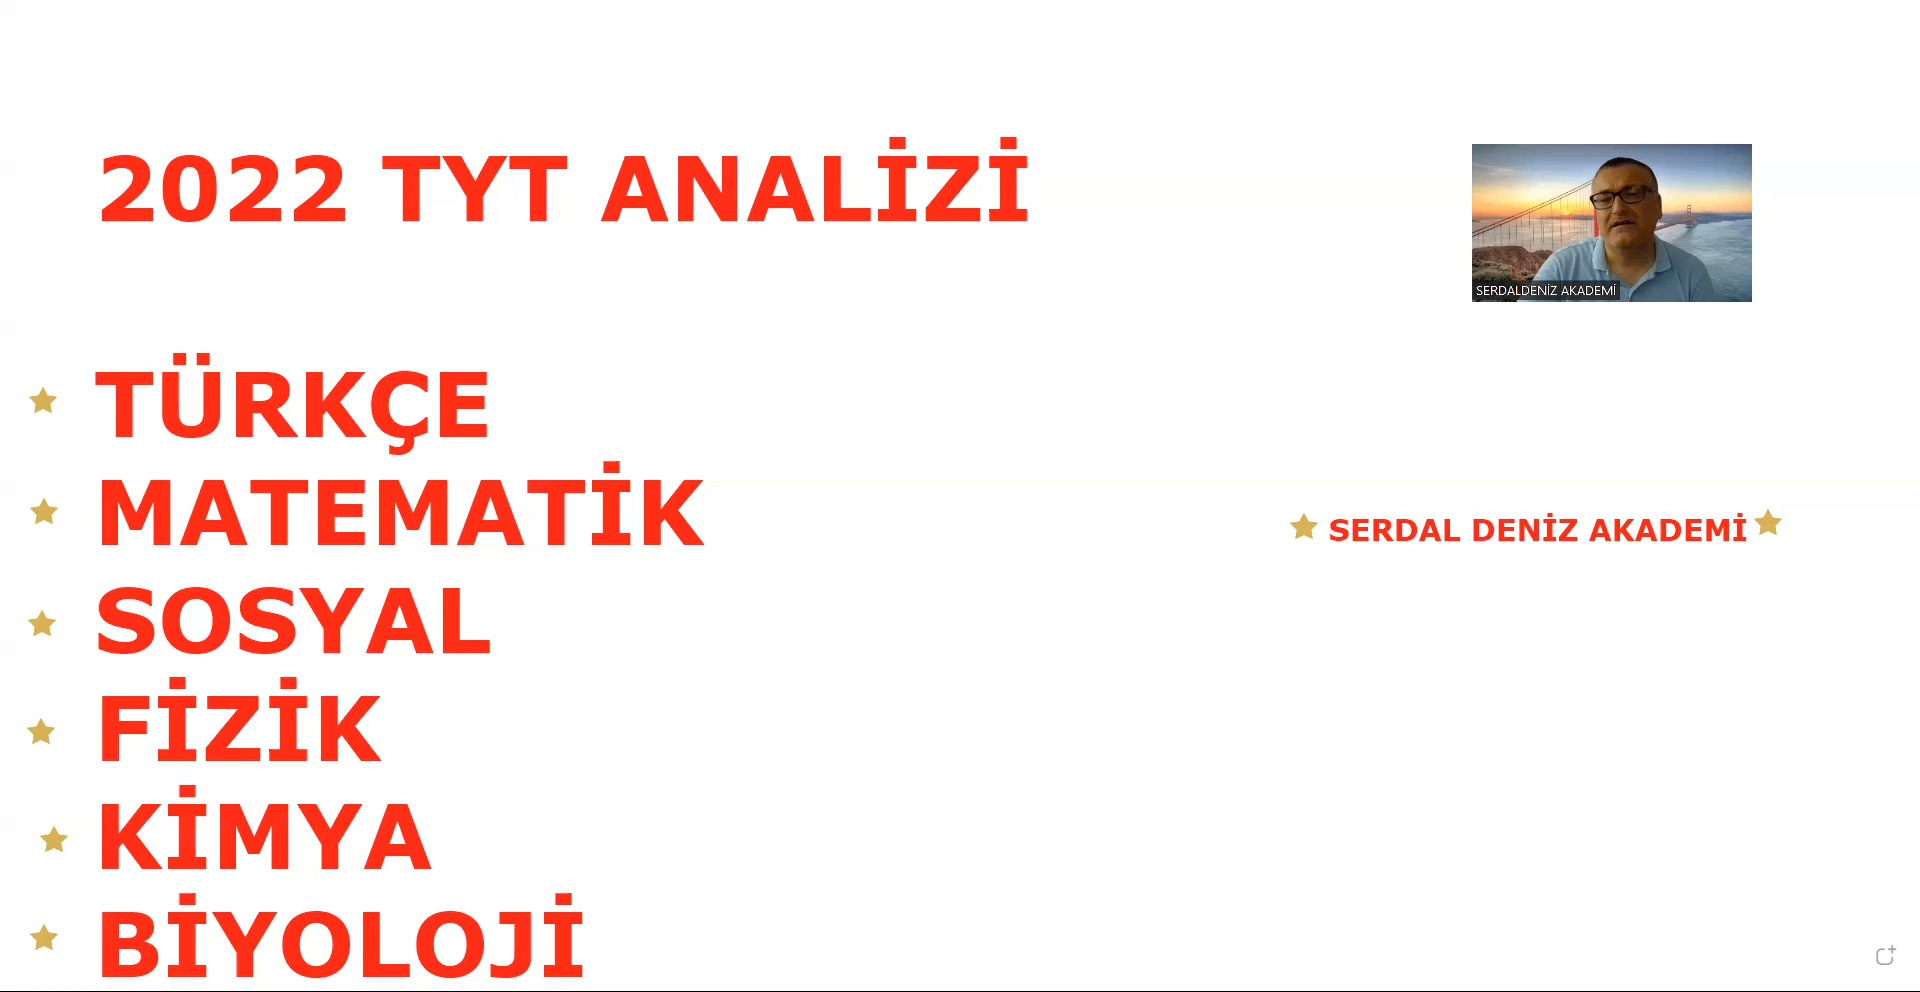 2022 TYT ANALİZİ
SERDALDENİZ AKADEMİ
TÜRKÇE
MATEMATİK
SERDAL DENİZ AKADEMİ
SOSYAL
FİZİK
KİMYA
BİYOLOJİ